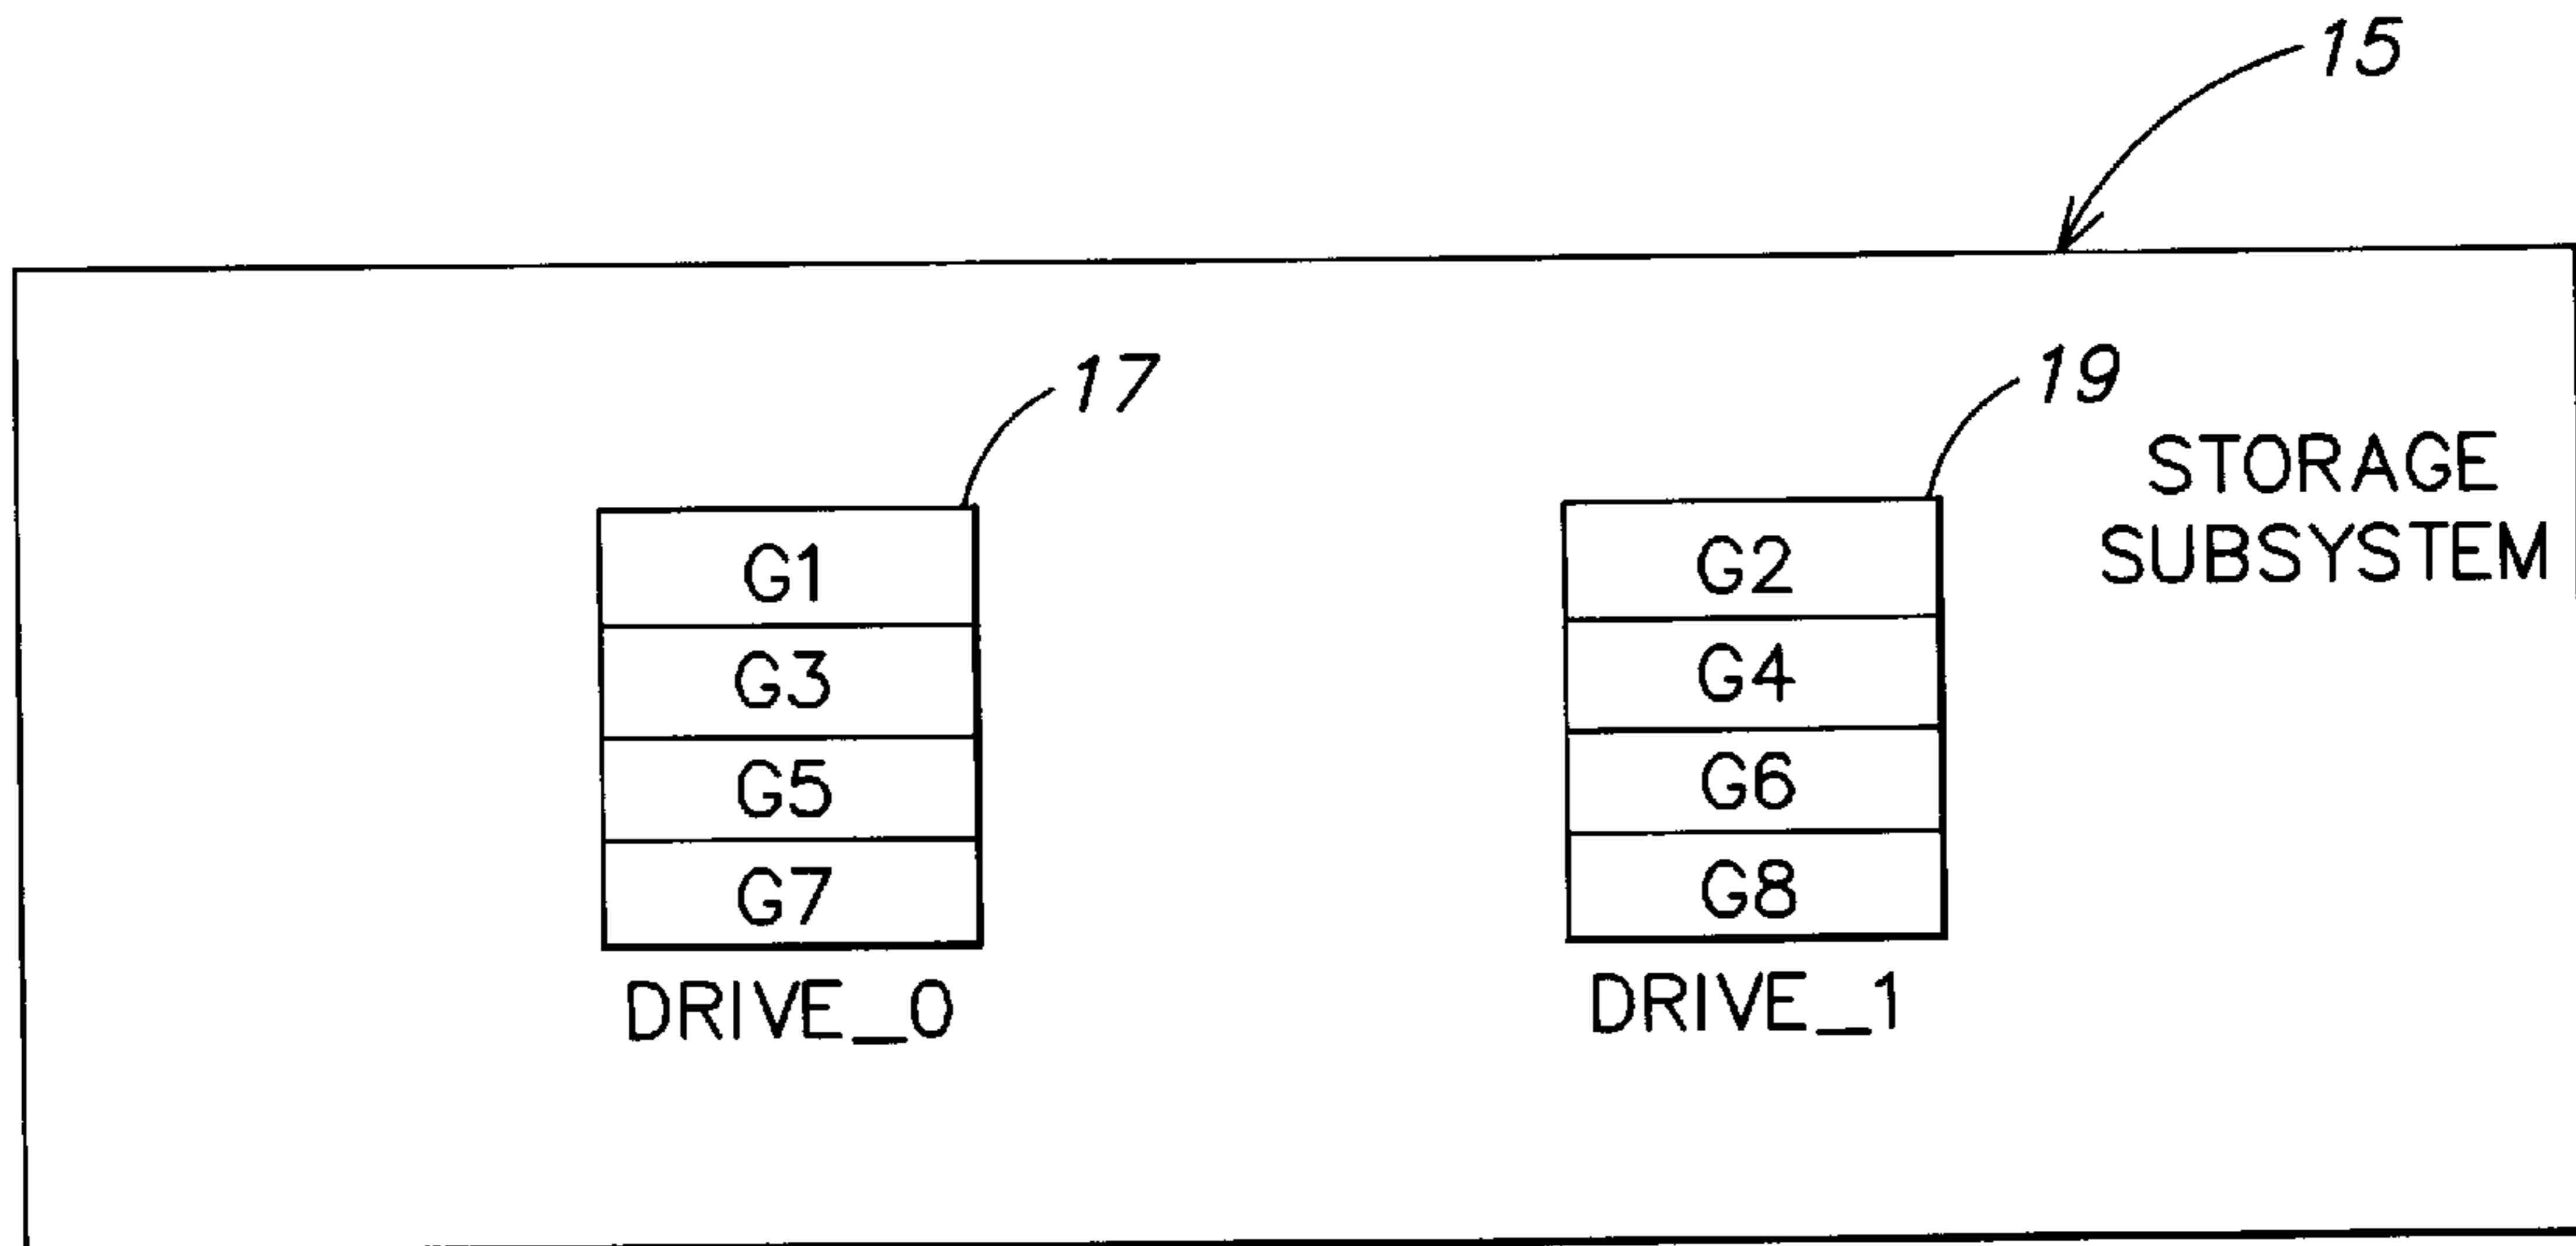 15
17
19
STORAGE
SUBSYSTEM
G1
G3
G5
G7
DRIVE_0
G2
G4
G6
G8
DRIVE_1